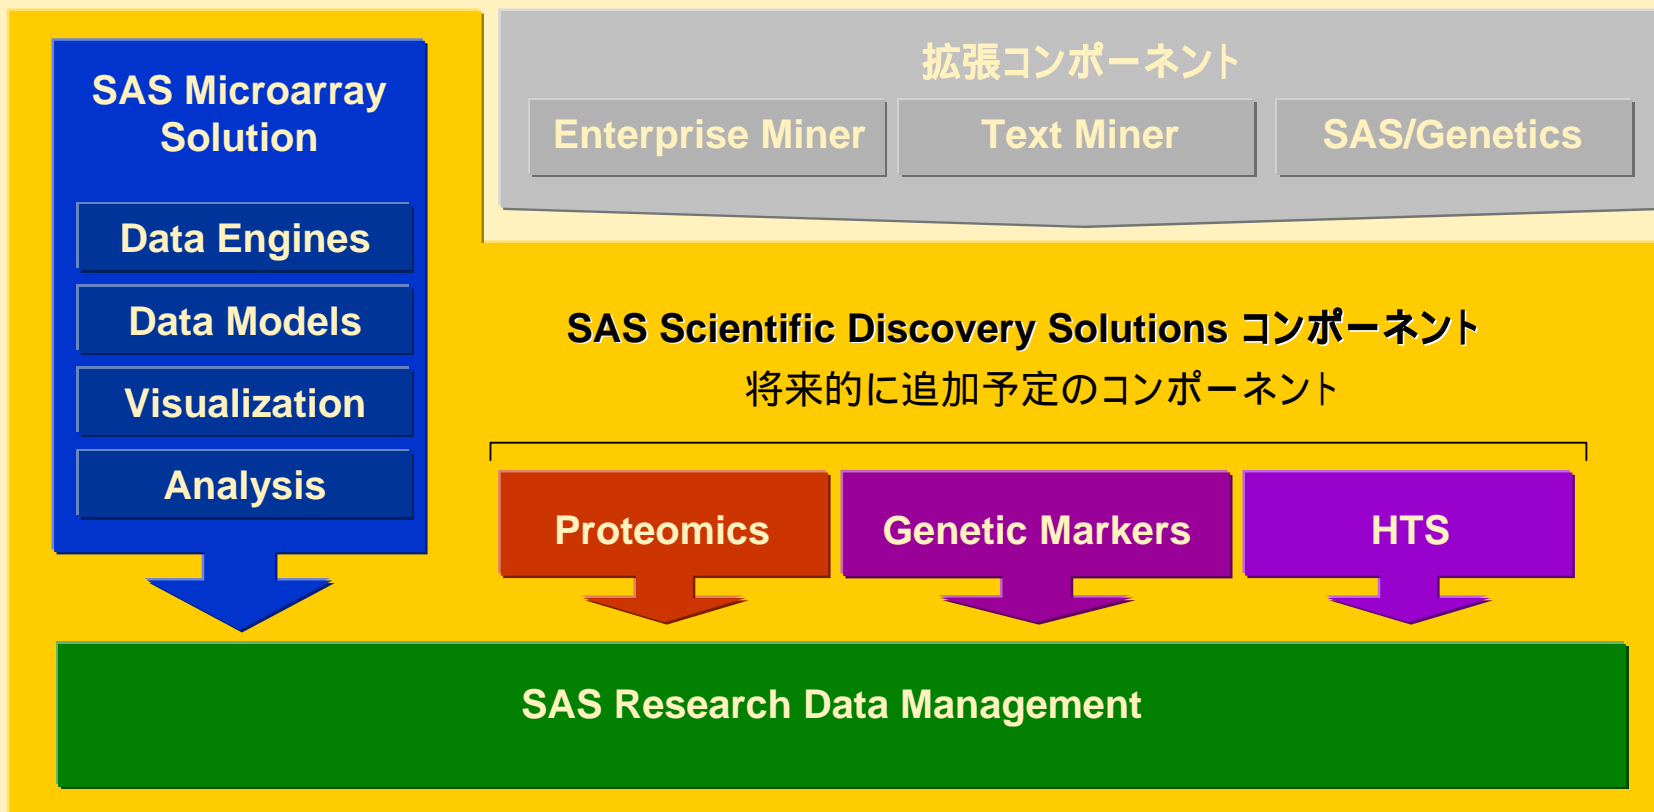 SAS Microarray
Solution
Data Engines
Data Models
Visualization
Analysis
拡張コンポーネント
Enterprise Miner
Text Miner
SAS/Genetics
SAS Scientific Discovery Solutions コンポーネント
将来的に追加予定のコンポーネント
Proteomics
Genetic Markers
HTS
SAS Research Data Management